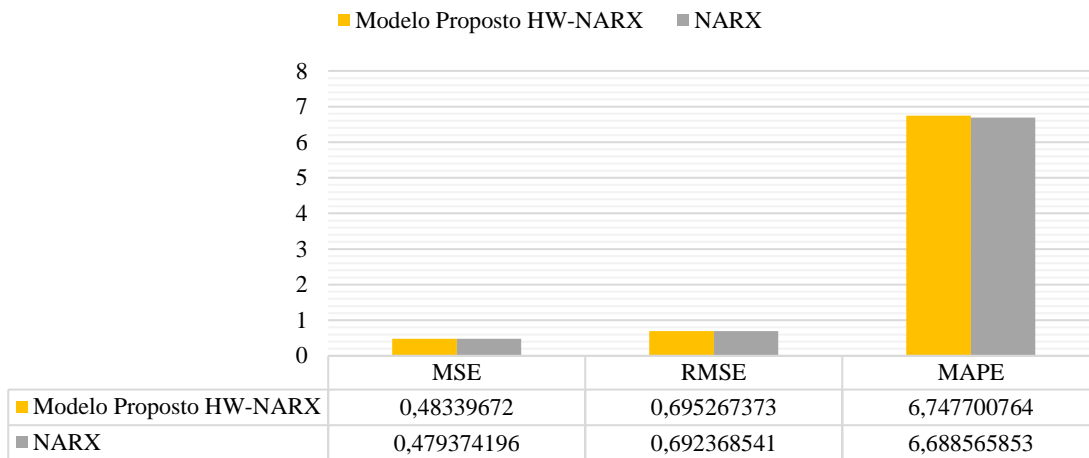 Modelo Proposto HW-NARX NARX
8
7
6
5
4
3
2
1
0
MSE RMSE MAPE
Modelo Proposto HW-NARX 0,48339672 0,695267373 6,747700764
NARX 0,479374196 0,692368541 6,688565853